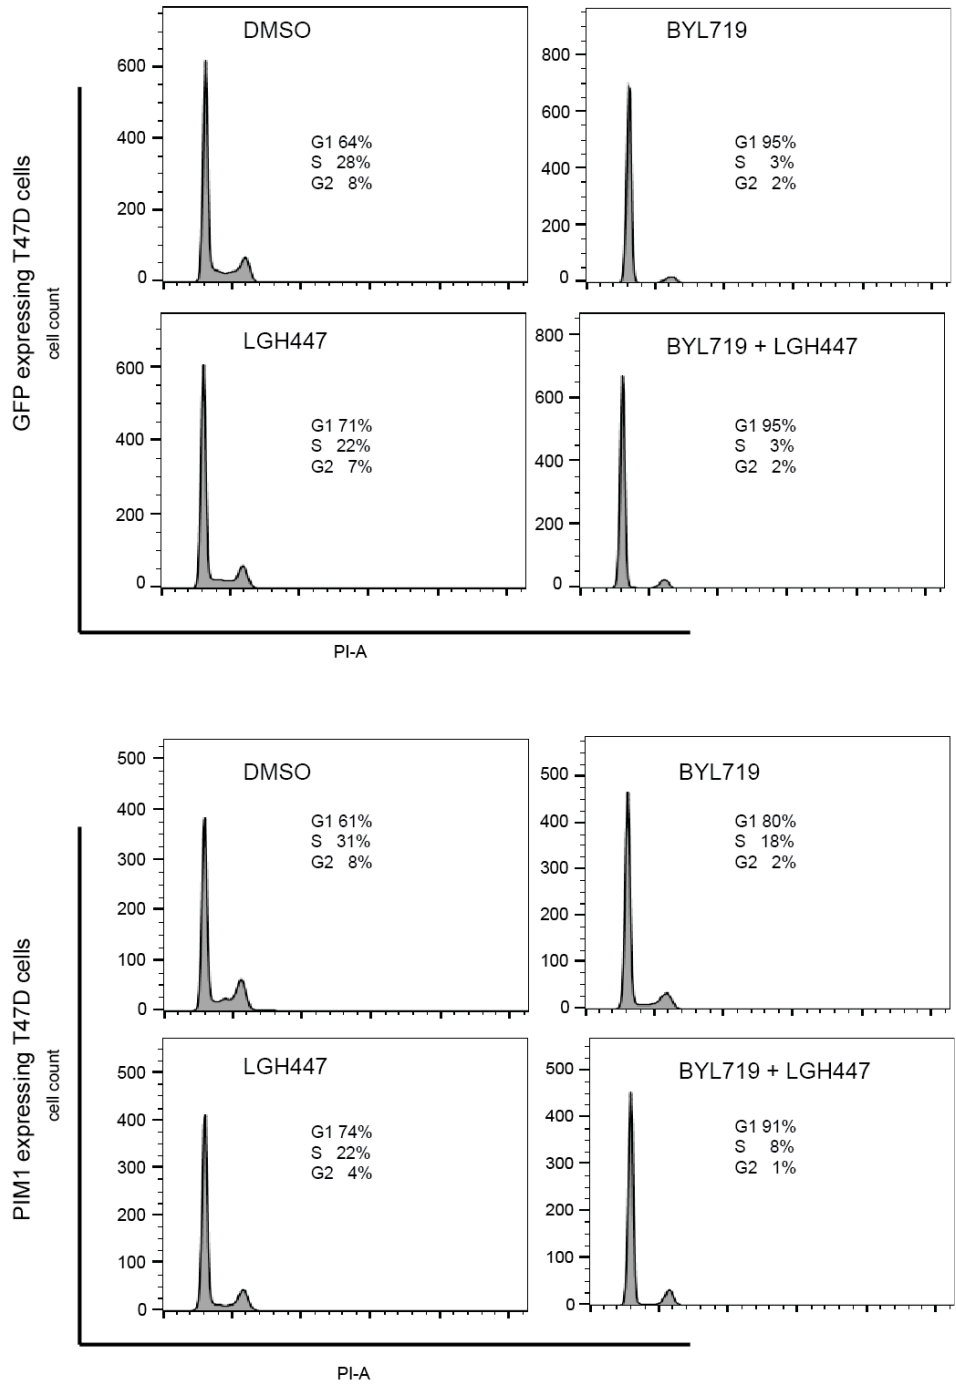 GFP expressing T47D cells
cell count
DMSO
600
400
200
0
G1 64%
S 28%
G2 8%
BYL719
800
600
400
200
0
G1 95%
S 3%
G2 2%
LGH447
600
400
200
0
G1 71%
S 22%
G2 7%
BYL719 + LGH447
800
600
400
200
0
G1 95%
S 3%
G2 2%
PI-A
PIM1 expressing T47D cells
cell count
DMSO
500
400
300
200
100
0
G1 61%
S 31%
G2 8%
BYL719
500
400
300
200
100
0
G1 80%
S 18%
G2 2%
LGH447
500
400
300
200
100
0
G1 74%
S 22%
G2 4%
BYL719 + LGH447
500
400
300
200
100
0
G1 91%
S 8%
G2 1%
PI-A